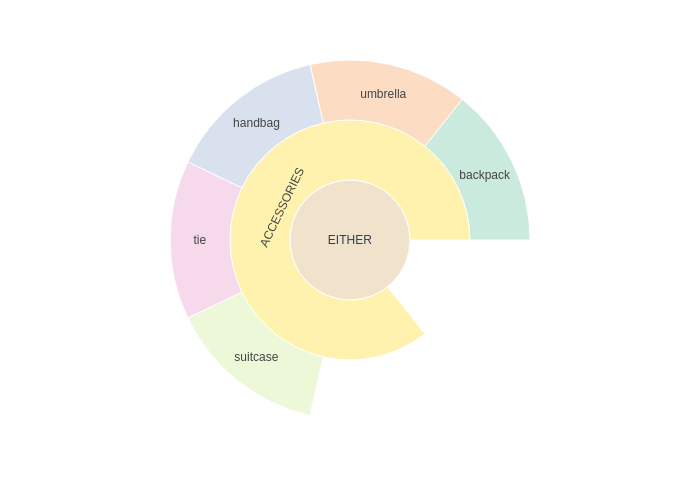 umbrella
handbag
backpack
ACCESSORIES
EITHER
tie
suitcase